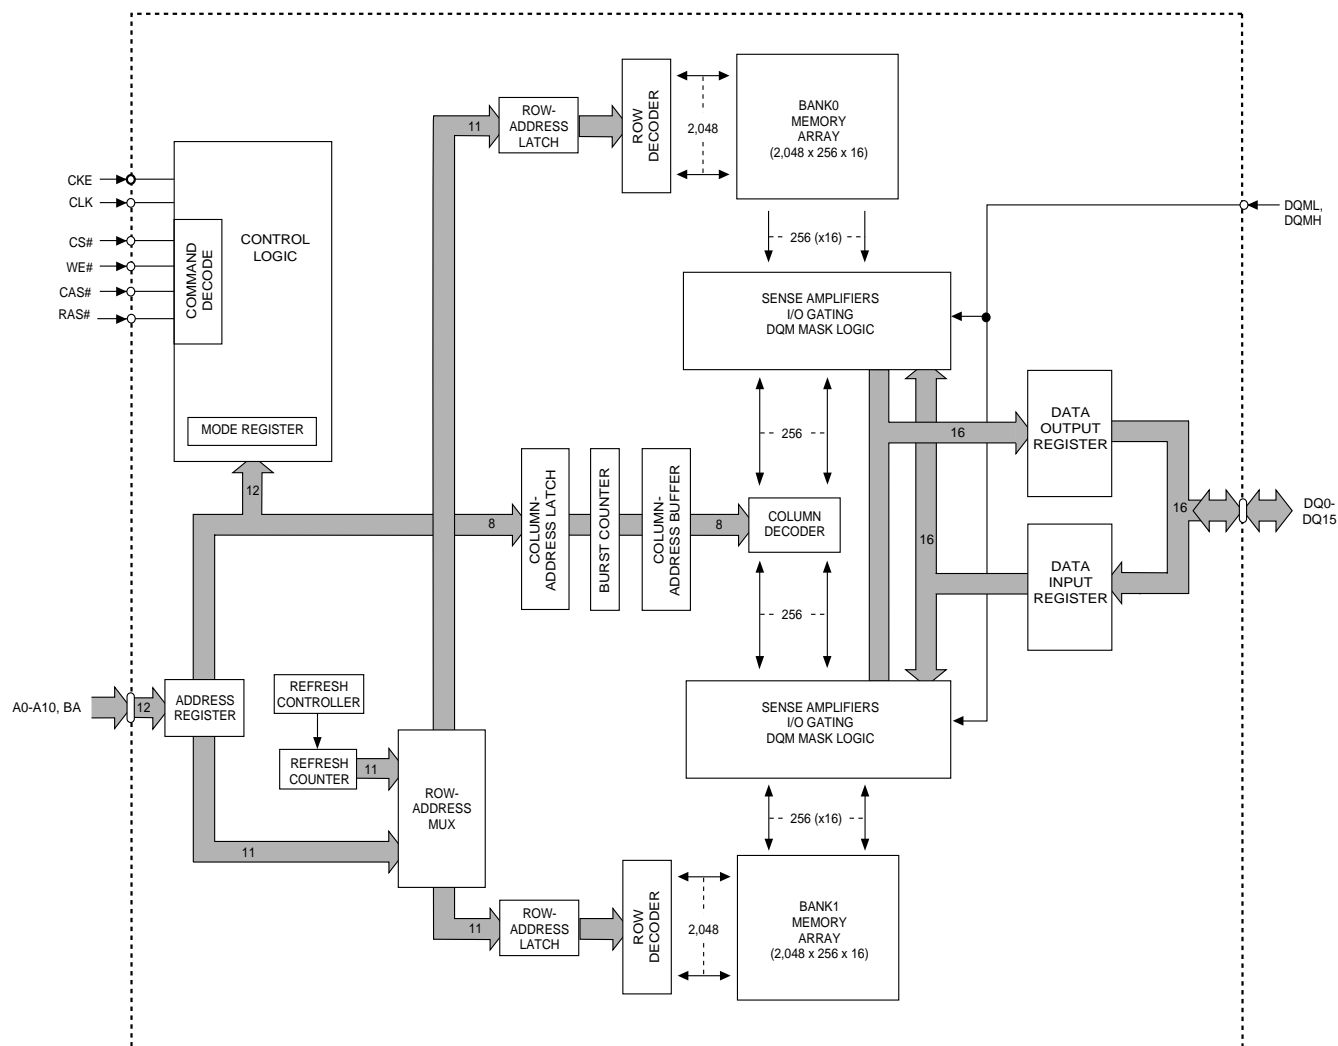 ROW-
ADDRESS
LATCH
11
ROW
DECODER
2,048
BANK0
MEMORY
ARRAY
(2,048 x 256 x 16)
CKE
CLK
CS#
WE#
CAS#
RAS#
COMMAND
DECODE
CONTROL
LOGIC
MODE REGISTER
12
DQML,
DQMH
256 (x16)
SENSE AMPLIFIERS
I/O GATING
DQM MASK LOGIC
256
8
COLUMN-
ADDRESS LATCH
BURST COUNTER
COLUMN-
ADDRESS BUFFER
8
COLUMN
DECODER
256
16
16
DATA
OUTPUT
REGISTER
DATA
INPUT
REGISTER
16
DQ0-
DQ15
A0-A10, BA
12
ADDRESS
REGISTER
REFRESH
CONTROLLER
REFRESH
COUNTER
11
11
ROW-
ADDRESS
MUX
SENSE AMPLIFIERS
I/O GATING
DQM MASK LOGIC
256 (x16)
11
ROW-
ADDRESS
LATCH
ROW
DECODER
2,048
BANK1
MEMORY
ARRAY
(2,048 x 256 x 16)